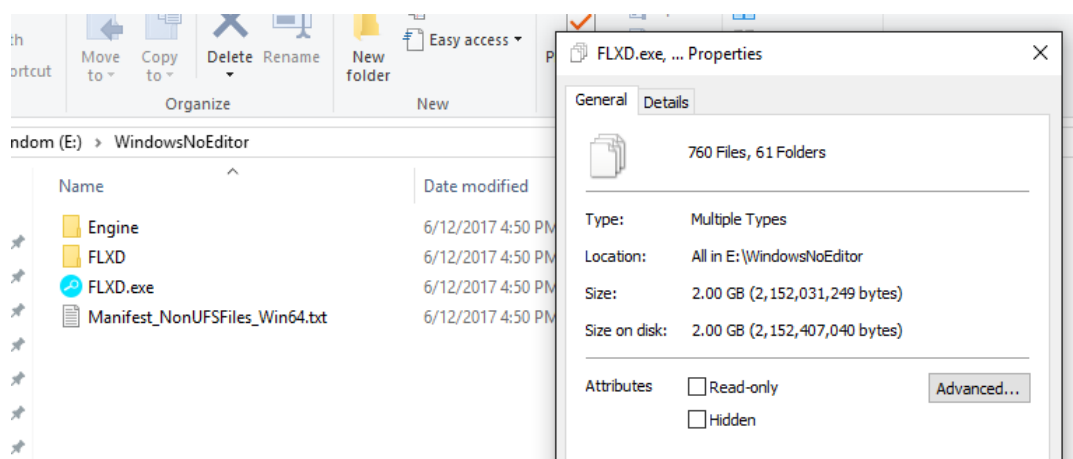 th
ortcut
Move to
Copy to
Delete
Rename
New folder
Easy access
Organize
New
P
ndom (E:) > WindowsNoEditor
Name
Date modified
Engine
6/12/2017 4:50 PM
FLXD
6/12/2017 4:50 PM
FLXD.exe
6/12/2017 4:50 PM
Manifest_NonUFSFiles_Win64.txt
6/12/2017 4:50 PM
FLXD.exe, ... Properties
General
Details
760 Files, 61 Folders
Type: Multiple Types
Location: All in E:\WindowsNoEditor
Size: 2.00 GB (2,152,031,249 bytes)
Size on disk: 2.00 GB (2,152,407,040 bytes)
Attributes
Read-only
Advanced...
Hidden